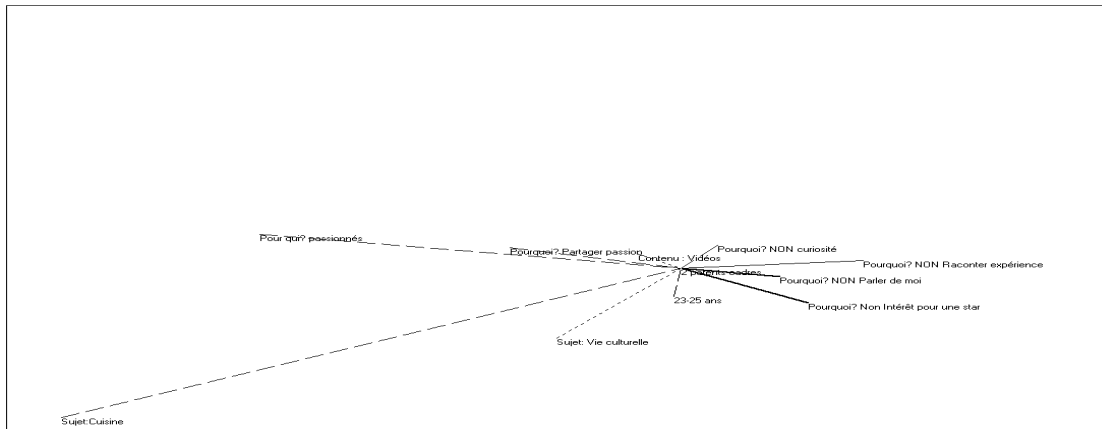 Pour qui? passionnés
Pourquoi? Partager passion
Pourquoi? NON curiosité
Contenu : Vidéos
Pourquoi? NON Raconter expérience
2 parents cadres
Pourquoi? NON Parler de moi
23-25 ans
Pourquoi? Non Intérêt pour une star
Sujet: Vie culturelle
Sujet:Cuisine